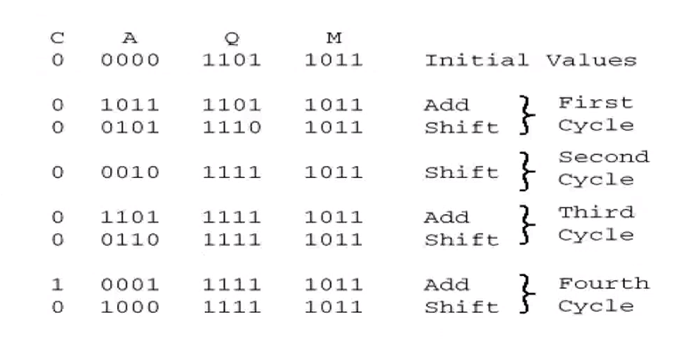 C A Q M
0 0000 1101 1011 Initial Values
0 1011 1101 1011 Add First
0 0101 1110 1011 Shift Cycle
0 0010 1111 1011 Shift Second Cycle
0 1101 1111 1011 Add Third
0 0110 1111 1011 Shift Cycle
1 0001 1111 1011 Add Fourth
0 1000 1111 1011 Shift Cycle